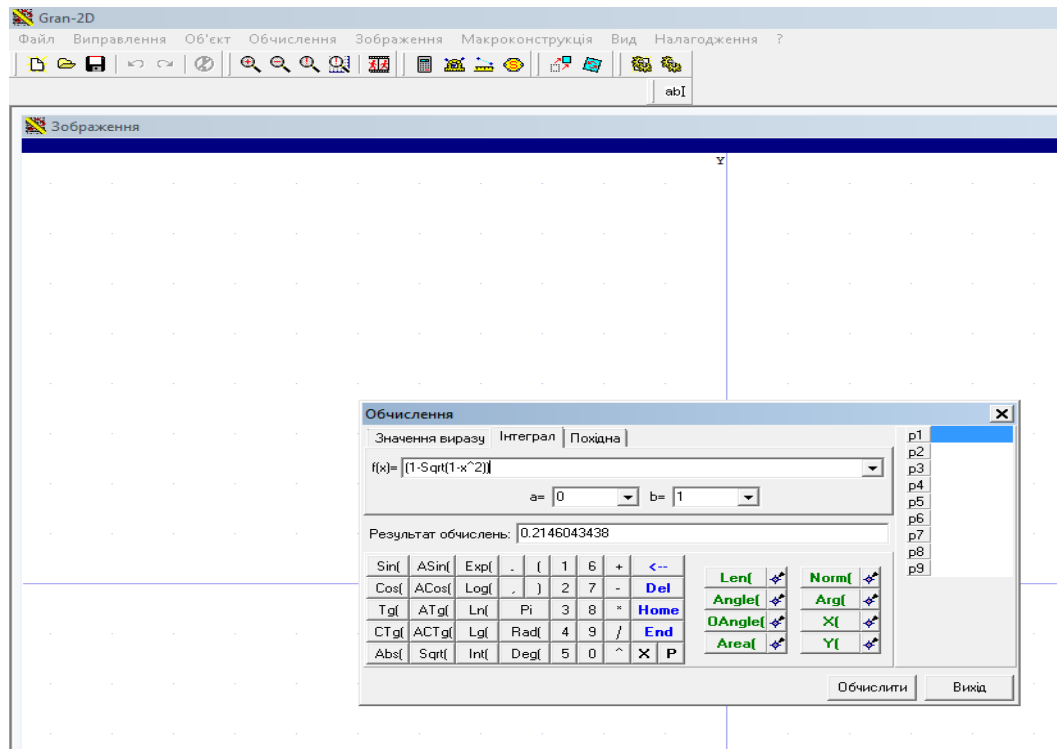 Gran-2D
Файл Виправлення Об'єкт Обчислення Зображення Макроконструкція Вид Налагодження ?
abI
Зображення
Y
Обчислення
Значення виразу Інтеграл Похідна
f(x)= (1-Sqrt(1-x^2))
a= 0 b= 1
Результат обчислень: 0.2146043438
Sin( ASin( Exp( . ( 1 6 + <--
Cos( ACos( Log( , ) 2 7 - Del
Tg( ATg( Ln( Pi 3 8 * Home
CTg( ACTg( Lg( Rad( 4 9 / End
Abs( Sqrt( Int( Deg( 5 0 ^ X P
Len( Norm(
Angle( Arg(
OAngle( X(
Area( Y(
p1
p2
p3
p4
p5
p6
p7
p8
p9
Обчислити Вихід